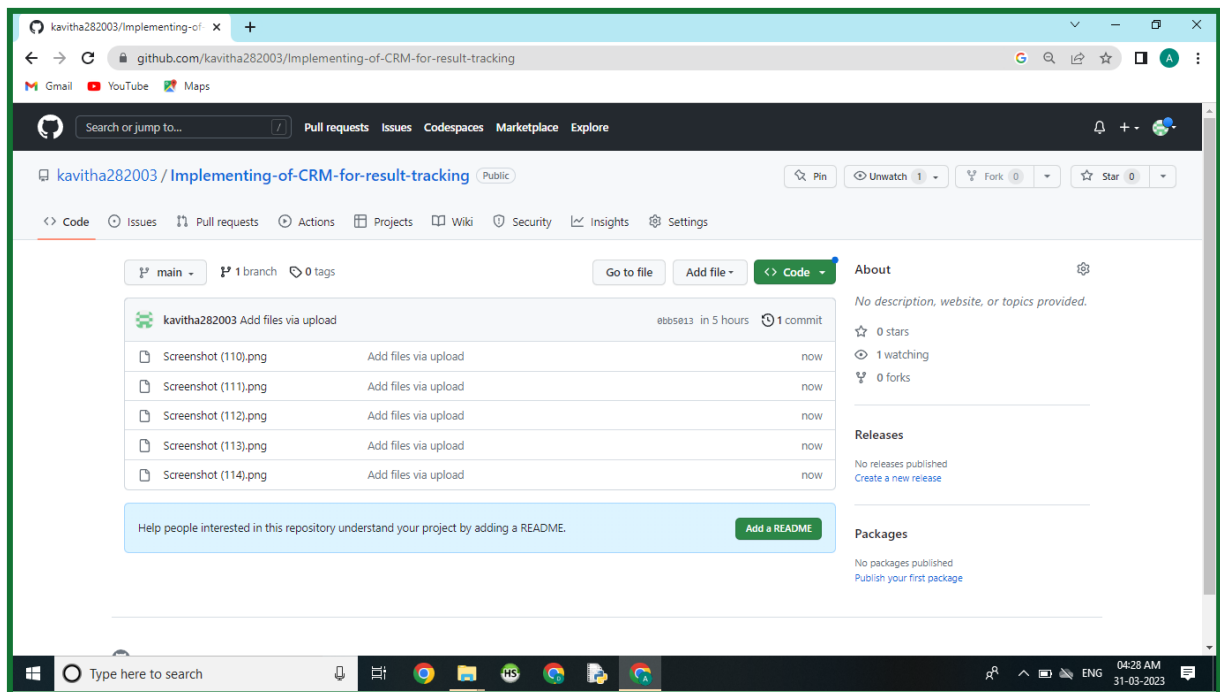 kavitha282003/Implementing-of-
github.com/kavitha282003/Implementing-of-CRM-for-result-tracking
Gmail YouTube Maps
Search or jump to... / Pull requests Issues Codespaces Marketplace Explore
kavitha282003 / Implementing-of-CRM-for-result-tracking Public Pin Unwatch 1 Fork 0 Star 0
Code Issues Pull requests Actions Projects Wiki Security Insights Settings
main 1 branch 0 tags Go to file Add file Code
kavitha282003 Add files via upload 0bb5013 in 5 hours 1 commit
Screenshot (110).png Add files via upload now
Screenshot (111).png Add files via upload now
Screenshot (112).png Add files via upload now
Screenshot (113).png Add files via upload now
Screenshot (114).png Add files via upload now
Help people interested in this repository understand your project by adding a README. Add a README
About
No description, website, or topics provided.
0 stars
1 watching
0 forks
Releases
No releases published
Create a new release
Packages
No packages published
Publish your first package
Type here to search
HS
ENG
04:28 AM
31-03-2023